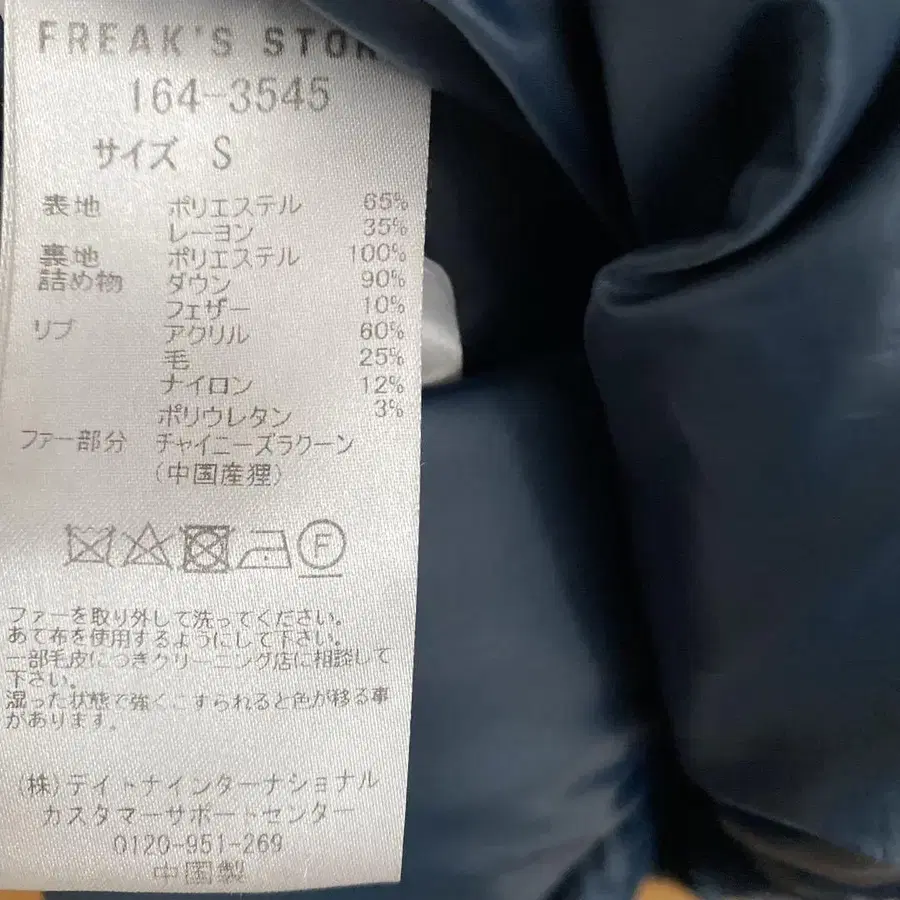 FREAK'S STOR
164-3545
サイズ S
表地 ポリエステル 65%
レーヨン 35%
裏地 ポリエステル 100%
詰め物 ダウン 90%
フェザー 10%
リブ アクリル 60%
毛 25%
ナイロン 12%
ポリウレタン 3%
ファー部分 チャイニーズラクーン
(中国産狸)
F
ファーを取り外して洗ってください。
あて布を使用するようにして下さい。
一部毛皮につきクリーニング店に相談して
下さい。
湿った状態で強くこすられると色が移る事
があります。
(株)デイトナインターナショナル
カスタマーサポートセンター
0120-951-269
中国製